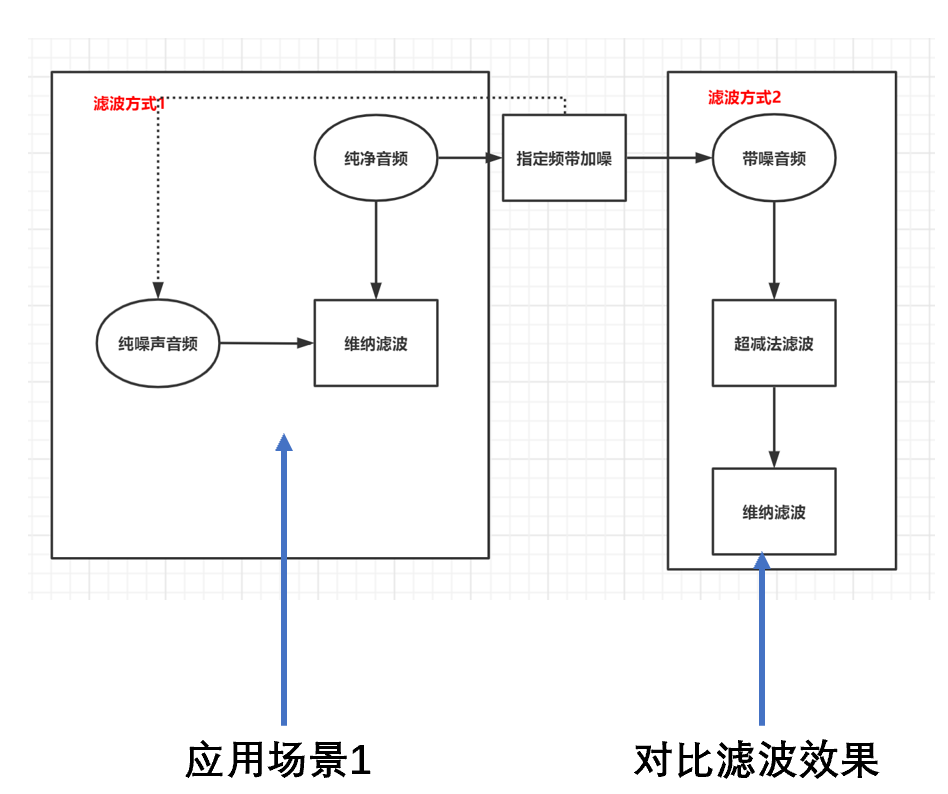 滤波方式1
滤波方式2
纯净音频
指定频带加噪
带噪音频
纯噪声音频
维纳滤波
超减法滤波
维纳滤波
应用场景1
对比滤波效果